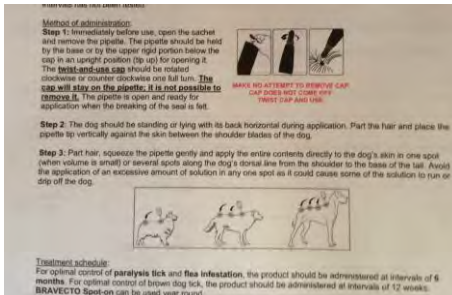 intervals has not been tested.
Method of administration:
Step 1: Immediately before use, open the sachet
and remove the pipette. The pipette should be held
by the base or by the upper rigid portion below the
cap in an upright position (tip up) for opening it.
The twist-and-use cap should be rotated
clockwise or counter clockwise one full turn. The
cap will stay on the pipette; it is not possible to
remove it. The pipette is open and ready for
application when the breaking of the seal is felt.
MAKE NO ATTEMPT TO REMOVE CAP.
CAP DOES NOT COME OFF
TWIST CAP AND USE.
Step 2: The dog should be standing or lying with its back horizontal during application. Part the hair and place the
pipette tip vertically against the skin between the shoulder blades of the dog.
Step 3: Part hair, squeeze the pipette gently and apply the entire contents directly to the dog's skin in one spot
(when volume is small) or several spots along the dog's dorsal line from the shoulder to the base of the tail. Avoid
the application of an excessive amount of solution in any one spot as it could cause some of the solution to run or
drip off the dog.
Treatment schedule:
For optimal control of paralysis tick and flea infestation, the product should be administered at intervals of 6
months. For optimal control of brown dog tick, the product should be administered at intervals of 12 weeks.
BRAVECTO Spot-on can be used year round